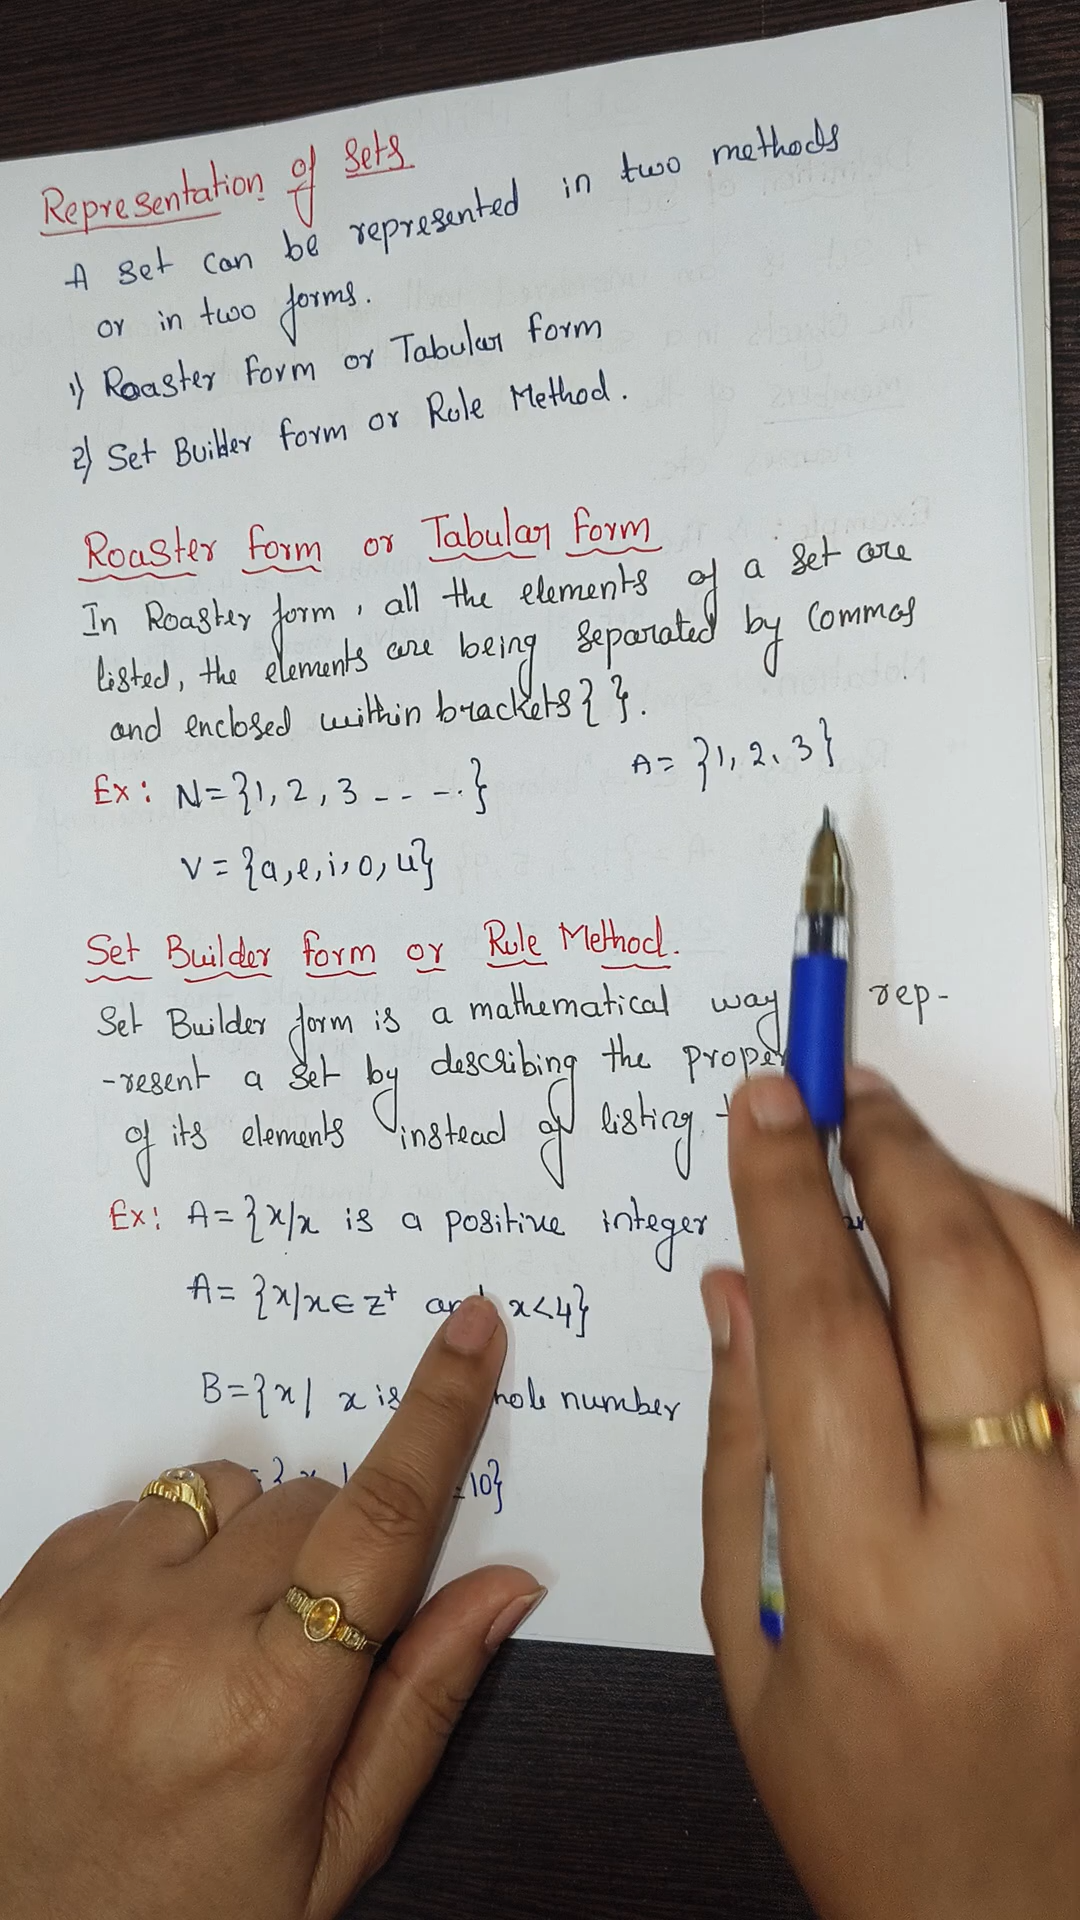 Representation of Sets
A set can be represented in two methods
or in two forms.
1) Roaster Form or Tabular form
2) Set Builder form or Rule Method.
Roaster form or Tabular Form
In Roaster form, all the elements of a set are
listed, the elements are being separated by commas
and enclosed within brackets { }.
Ex: N = {1, 2, 3 - - - .} A = {1, 2, 3}
V = {a, e, i, o, u}
Set Builder form or Rule Method.
Set Builder form is a mathematical way rep-
-resent a set by describing the
of its elements instead of listing
Ex: A = {x/x is a positive integer
A = {x/x ∈ Z⁺ x<4}
B = {x | x is number
10}